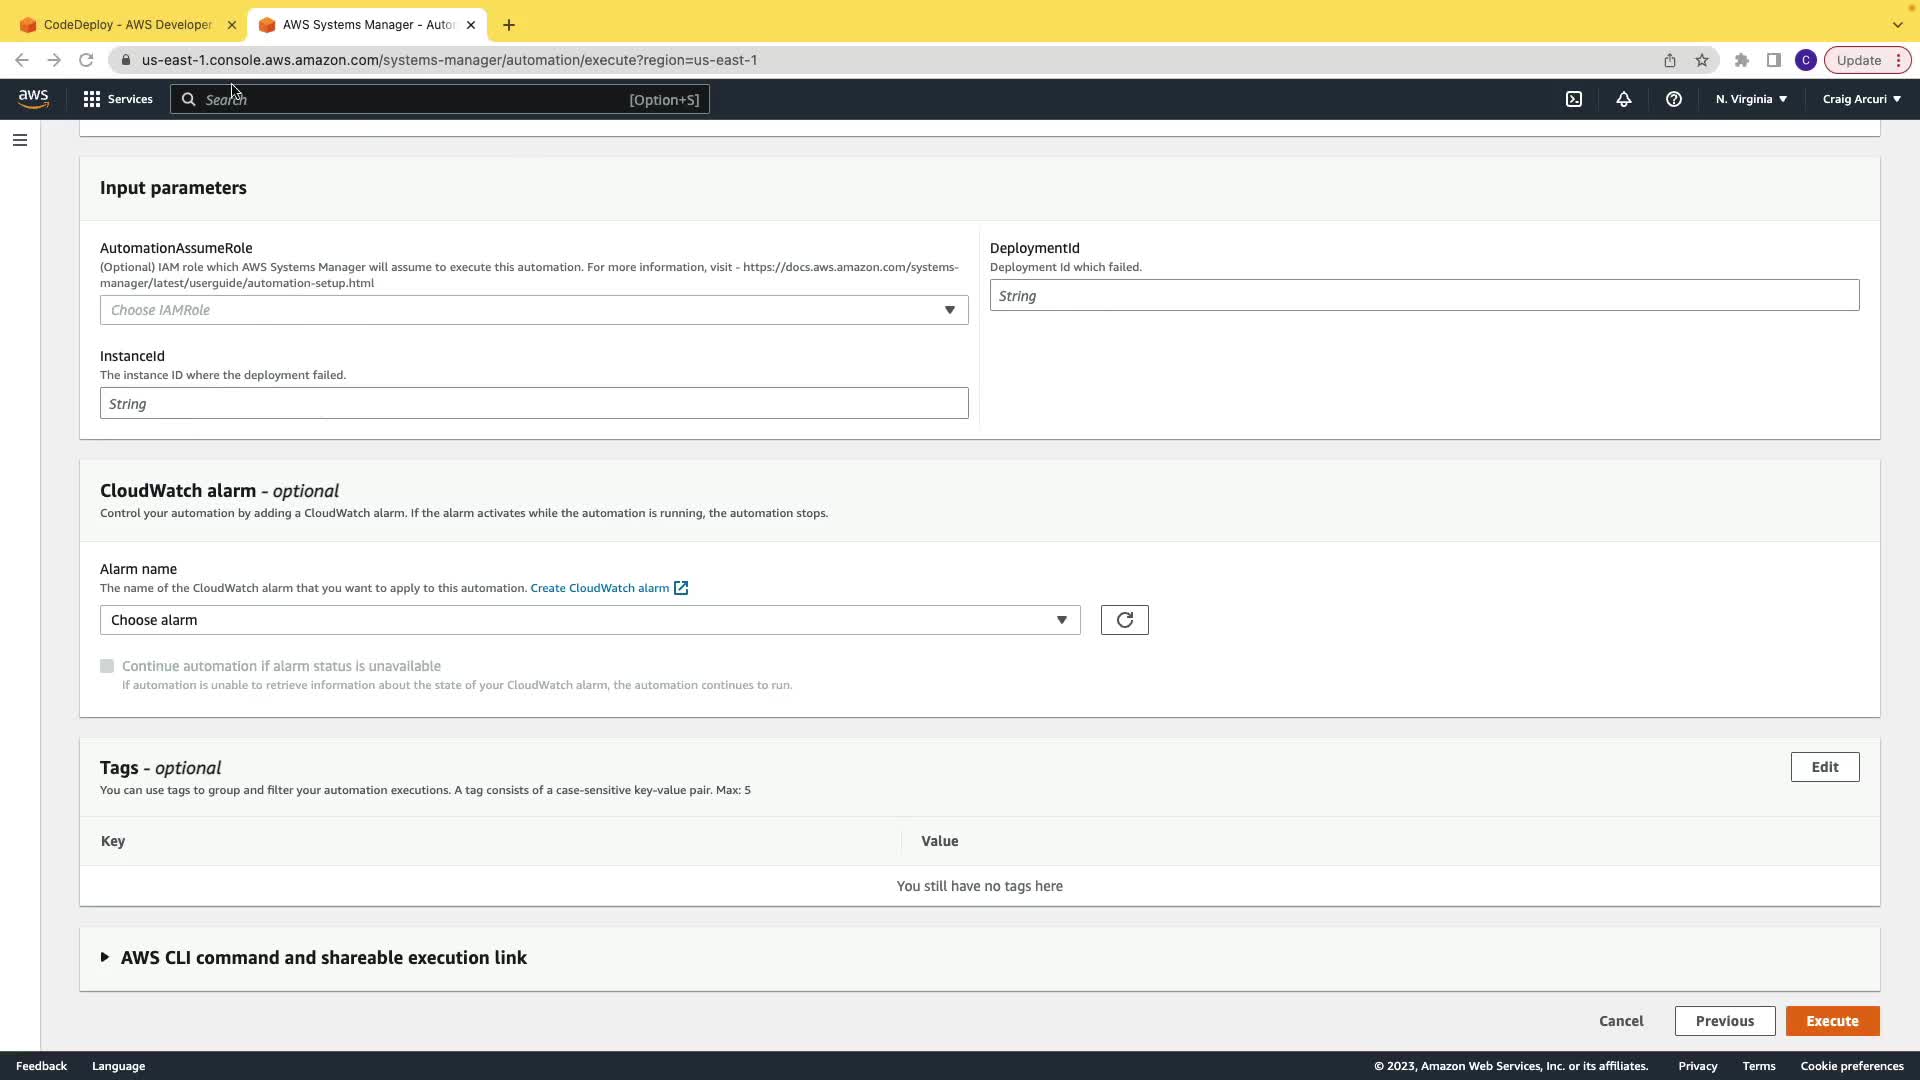 CodeDeploy - AWS Developer
AWS Systems Manager - Auto
us-east-1.console.aws.amazon.com/systems-manager/automation/execute?region=us-east-1
C
Update
aws
Services
Search
[Option+S]
N. Virginia
Craig Arcuri
Input parameters
AutomationAssumeRole
(Optional) IAM role which AWS Systems Manager will assume to execute this automation. For more information, visit - https://docs.aws.amazon.com/systems-
manager/latest/userguide/automation-setup.html
Choose IAMRole
DeploymentId
Deployment Id which failed.
String
InstanceId
The instance ID where the deployment failed.
String
CloudWatch alarm - optional
Control your automation by adding a CloudWatch alarm. If the alarm activates while the automation is running, the automation stops.
Alarm name
The name of the CloudWatch alarm that you want to apply to this automation. Create CloudWatch alarm
Choose alarm
Continue automation if alarm status is unavailable
If automation is unable to retrieve information about the state of your CloudWatch alarm, the automation continues to run.
Tags - optional
You can use tags to group and filter your automation executions. A tag consists of a case-sensitive key-value pair. Max: 5
Edit
Key
Value
You still have no tags here
AWS CLI command and shareable execution link
Cancel
Previous
Execute
Feedback
Language
© 2023, Amazon Web Services, Inc. or its affiliates.
Privacy
Terms
Cookie preferences